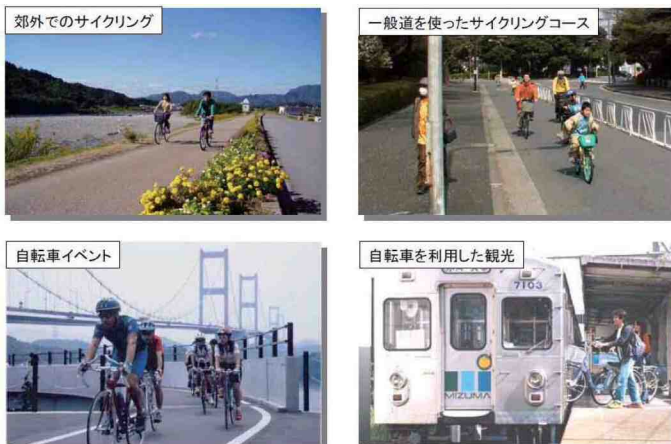 郊外でのサイクリング
一般道を使ったサイクリングコース
自転車イベント
自転車を利用した観光
7103
MIZUMA